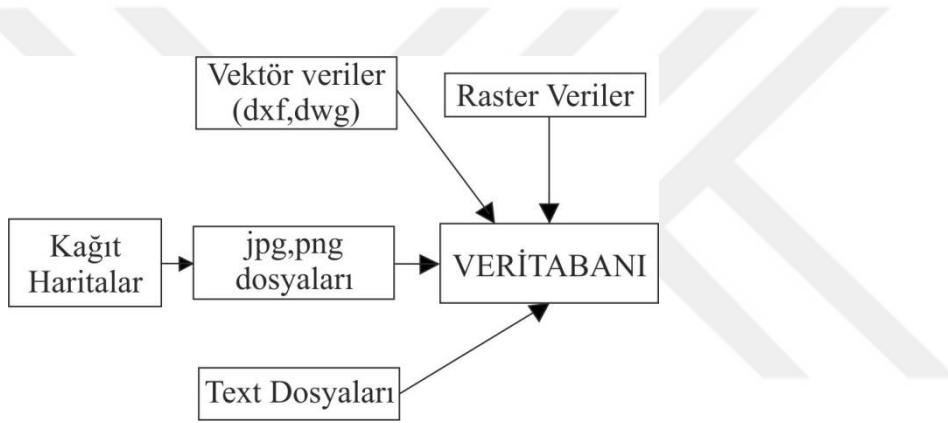 Vektör veriler
(dxf,dwg)
Raster Veriler
Kağıt
Haritalar
jpg,png
dosyaları
VERİTABANI
Text Dosyaları